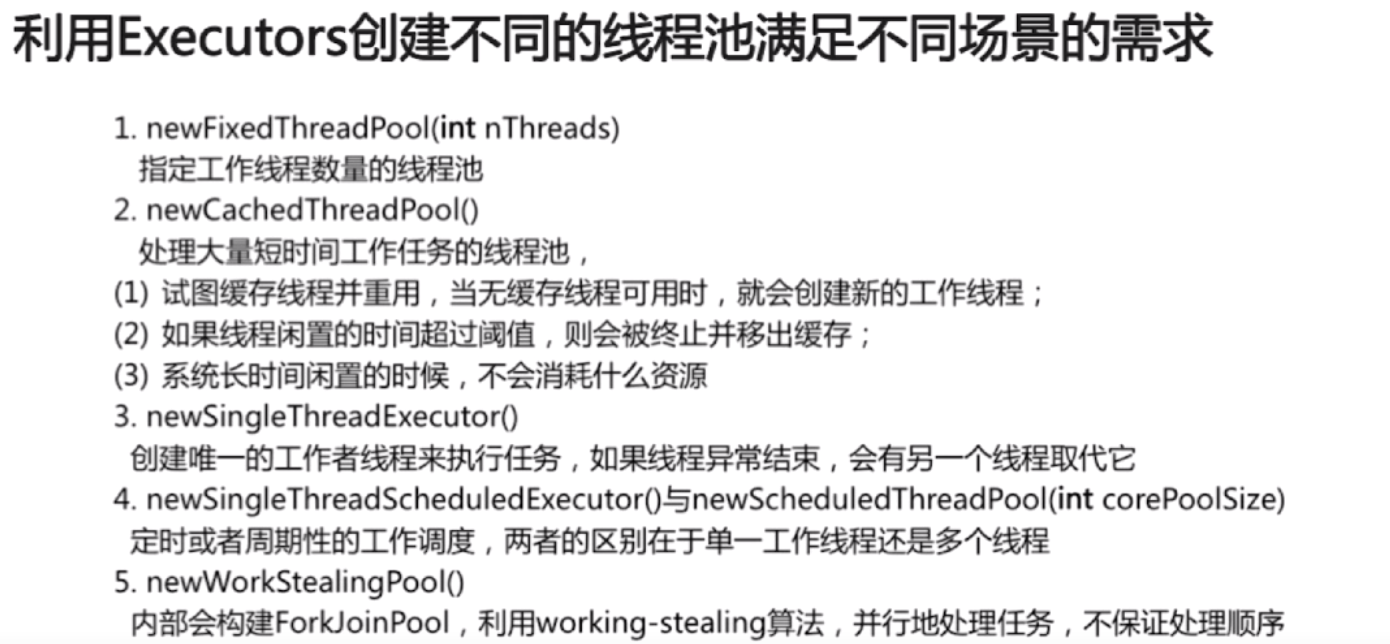 利用Executors创建不同的线程池满足不同场景的需求
1. newFixedThreadPool(int nThreads)
指定工作线程数量的线程池
2. newCachedThreadPool()
处理大量短时间工作任务的线程池，
(1) 试图缓存线程并重用，当无缓存线程可用时，就会创建新的工作线程；
(2) 如果线程闲置的时间超过阈值，则会被终止并移出缓存；
(3) 系统长时间闲置的时候，不会消耗什么资源
3. newSingleThreadExecutor()
创建唯一的工作者线程来执行任务，如果线程异常结束，会有另一个线程取代它
4. newSingleThreadScheduledExecutor()与newScheduledThreadPool(int corePoolSize)
定时或者周期性的工作调度，两者的区别在于单一工作线程还是多个线程
5. newWorkStealingPool()
内部会构建ForkJoinPool，利用working-stealing算法，并行地处理任务，不保证处理顺序